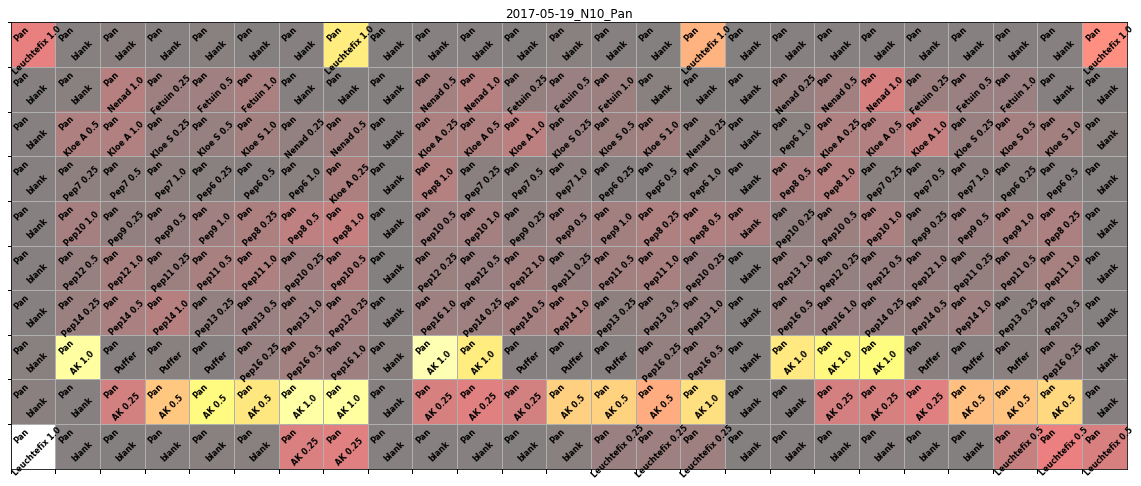 2017-05-19_N10_Pan
Pan Pan Pan Pan Pan Pan Pan Pan Pan Pan Pan Pan Pan Pan Pan Pan Pan Pan Pan Pan Pan Pan Pan Pan Pan
Leuchtefix 1.0 blank blank blank blank blank blank Leuchtefix 1.0 blank blank blank blank blank blank blank Leuchtefix 1.0 blank blank blank blank blank blank blank blank Leuchtefix 1.0
Pan Pan Pan Pan Pan Pan Pan Pan Pan Pan Pan Pan Pan Pan Pan Pan Pan Pan Pan Pan Pan Pan Pan Pan Pan
blank blank Nenad 1.0 Fetuin 0.25 Fetuin 0.5 Fetuin 1.0 blank blank blank Nenad 0.5 Nenad 1.0 Fetuin 0.25 Fetuin 0.5 Fetuin 1.0 blank blank blank Nenad 0.25 Nenad 0.5 Nenad 1.0 Fetuin 0.25 Fetuin 0.5 Fetuin 1.0 blank blank
Pan Pan Pan Pan Pan Pan Pan Pan Pan Pan Pan Pan Pan Pan Pan Pan Pan Pan Pan Pan Pan Pan Pan Pan Pan
blank Kloe A 0.5 Kloe A 1.0 Kloe S 0.25 Kloe S 0.5 Kloe S 1.0 Nenad 0.25 Nenad 0.5 blank Kloe A 0.25 Kloe A 0.5 Kloe A 1.0 Kloe S 0.25 Kloe S 0.5 Kloe S 1.0 Nenad 0.25 blank Pep6 1.0 Kloe A 0.25 Kloe A 0.5 Kloe A 1.0 Kloe S 0.25 Kloe S 0.5 Kloe S 1.0 blank
Pan Pan Pan Pan Pan Pan Pan Pan Pan Pan Pan Pan Pan Pan Pan Pan Pan Pan Pan Pan Pan Pan Pan Pan Pan
blank Pep7 0.25 Pep7 0.5 Pep7 1.0 Pep6 0.25 Pep6 0.5 Pep6 1.0 Kloe A 0.25 blank Pep8 1.0 Pep7 0.25 Pep7 0.5 Pep7 1.0 Pep6 0.25 Pep6 0.5 Pep6 1.0 blank Pep8 0.5 Pep8 1.0 Pep7 0.25 Pep7 0.5 Pep7 1.0 Pep6 0.25 Pep6 0.5 blank
Pan Pan Pan Pan Pan Pan Pan Pan Pan Pan Pan Pan Pan Pan Pan Pan Pan Pan Pan Pan Pan Pan Pan Pan Pan
blank Pep10 1.0 Pep9 0.25 Pep9 0.5 Pep9 1.0 Pep8 0.25 Pep8 0.5 Pep8 1.0 blank Pep10 0.5 Pep10 1.0 Pep9 0.25 Pep9 0.5 Pep9 1.0 Pep8 0.25 Pep8 0.5 blank Pep10 0.25 Pep10 0.5 Pep10 1.0 Pep9 0.25 Pep9 0.5 Pep9 1.0 Pep8 0.25 blank
Pan Pan Pan Pan Pan Pan Pan Pan Pan Pan Pan Pan Pan Pan Pan Pan Pan Pan Pan Pan Pan Pan Pan Pan Pan
blank Pep12 0.5 Pep12 1.0 Pep11 0.25 Pep11 0.5 Pep11 1.0 Pep10 0.25 Pep10 0.5 blank Pep12 0.25 Pep12 0.5 Pep12 1.0 Pep11 0.25 Pep11 0.5 Pep11 1.0 Pep10 0.25 blank Pep13 1.0 Pep12 0.25 Pep12 0.5 Pep12 1.0 Pep11 0.25 Pep11 0.5 Pep11 1.0 blank
Pan Pan Pan Pan Pan Pan Pan Pan Pan Pan Pan Pan Pan Pan Pan Pan Pan Pan Pan Pan Pan Pan Pan Pan Pan
blank Pep14 0.25 Pep14 0.5 Pep14 1.0 Pep13 0.25 Pep13 0.5 Pep13 1.0 Pep12 0.25 blank Pep16 1.0 Pep14 0.25 Pep14 0.5 Pep14 1.0 Pep13 0.25 Pep13 0.5 Pep13 1.0 blank Pep16 0.5 Pep16 1.0 Pep14 0.25 Pep14 0.5 Pep14 1.0 Pep13 0.25 Pep13 0.5 blank
Pan Pan Pan Pan Pan Pan Pan Pan Pan Pan Pan Pan Pan Pan Pan Pan Pan Pan Pan Pan Pan Pan Pan Pan Pan
blank AK 1.0 Puffer Puffer Puffer Pep16 0.25 Pep16 0.5 Pep16 1.0 blank AK 1.0 AK 1.0 Puffer Puffer Puffer Pep16 0.25 Pep16 0.5 blank AK 1.0 AK 1.0 AK 1.0 Puffer Puffer Puffer Pep16 0.25 blank
Pan Pan Pan Pan Pan Pan Pan Pan Pan Pan Pan Pan Pan Pan Pan Pan Pan Pan Pan Pan Pan Pan Pan Pan Pan
blank blank AK 0.25 AK 0.5 AK 0.5 AK 0.5 AK 1.0 AK 1.0 blank AK 0.25 AK 0.25 AK 0.25 AK 0.5 AK 0.5 AK 0.5 AK 1.0 blank blank AK 0.25 AK 0.25 AK 0.25 AK 0.5 AK 0.5 AK 0.5 blank
Pan Pan Pan Pan Pan Pan Pan Pan Pan Pan Pan Pan Pan Pan Pan Pan Pan Pan Pan Pan Pan Pan Pan Pan Pan
Leuchtefix 1.0 blank blank blank blank blank AK 0.25 AK 0.25 blank blank blank blank blank Leuchtefix 0.25 Leuchtefix 0.25 Leuchtefix 0.25 blank blank blank blank blank blank Leuchtefix 0.5 Leuchtefix 0.5 Leuchtefix 0.5